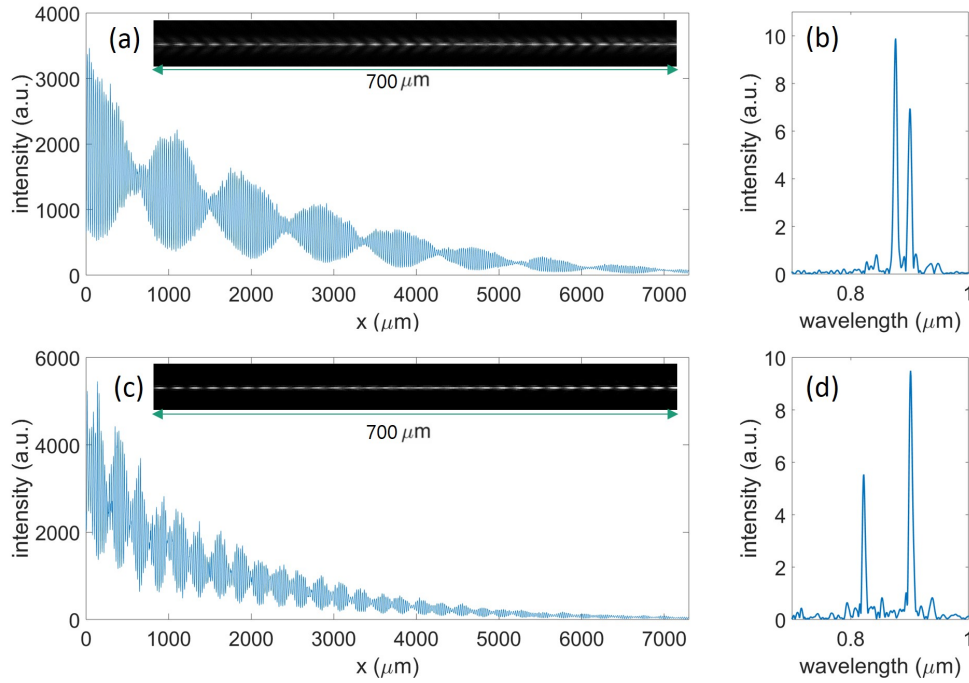 (a)
700 μm
intensity (a.u.)
4000
3000
2000
1000
0
0 1000 2000 3000 4000 5000 6000 7000
x (μm)
(b)
intensity (a.u.)
10
8
6
4
2
0
0.8 1
wavelength (μm)
(c)
700 μm
intensity (a.u.)
6000
4000
2000
0
0 1000 2000 3000 4000 5000 6000 7000
x (μm)
(d)
intensity (a.u.)
10
8
6
4
2
0
0.8 1
wavelength (μm)